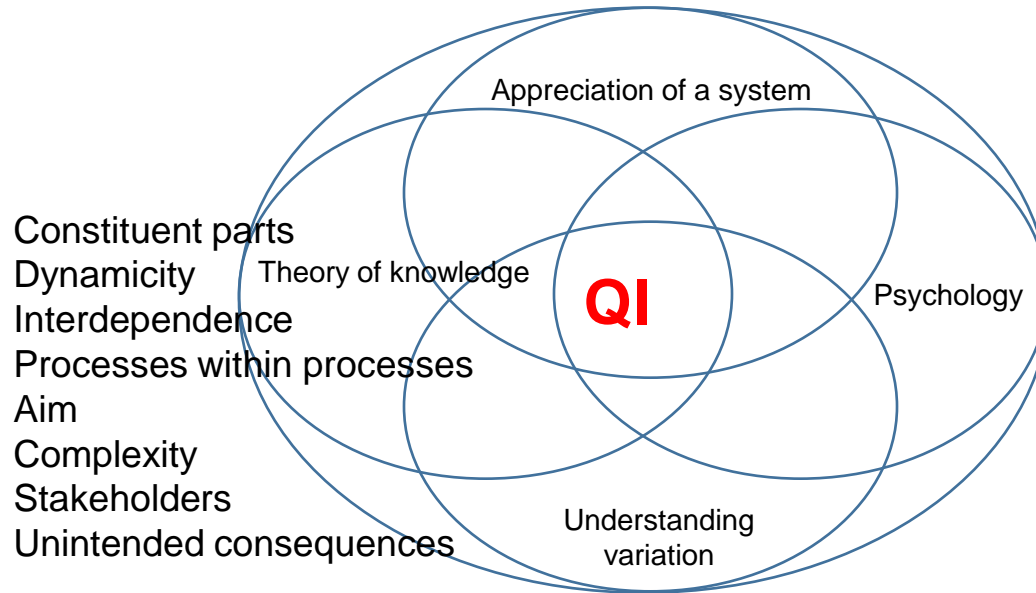 Appreciation of a system
Constituent parts
Dynamicity
Interdependence
Processes within processes
Aim
Complexity
Stakeholders
Unintended consequences
Theory of knowledge
QI
Psychology
Understanding
variation